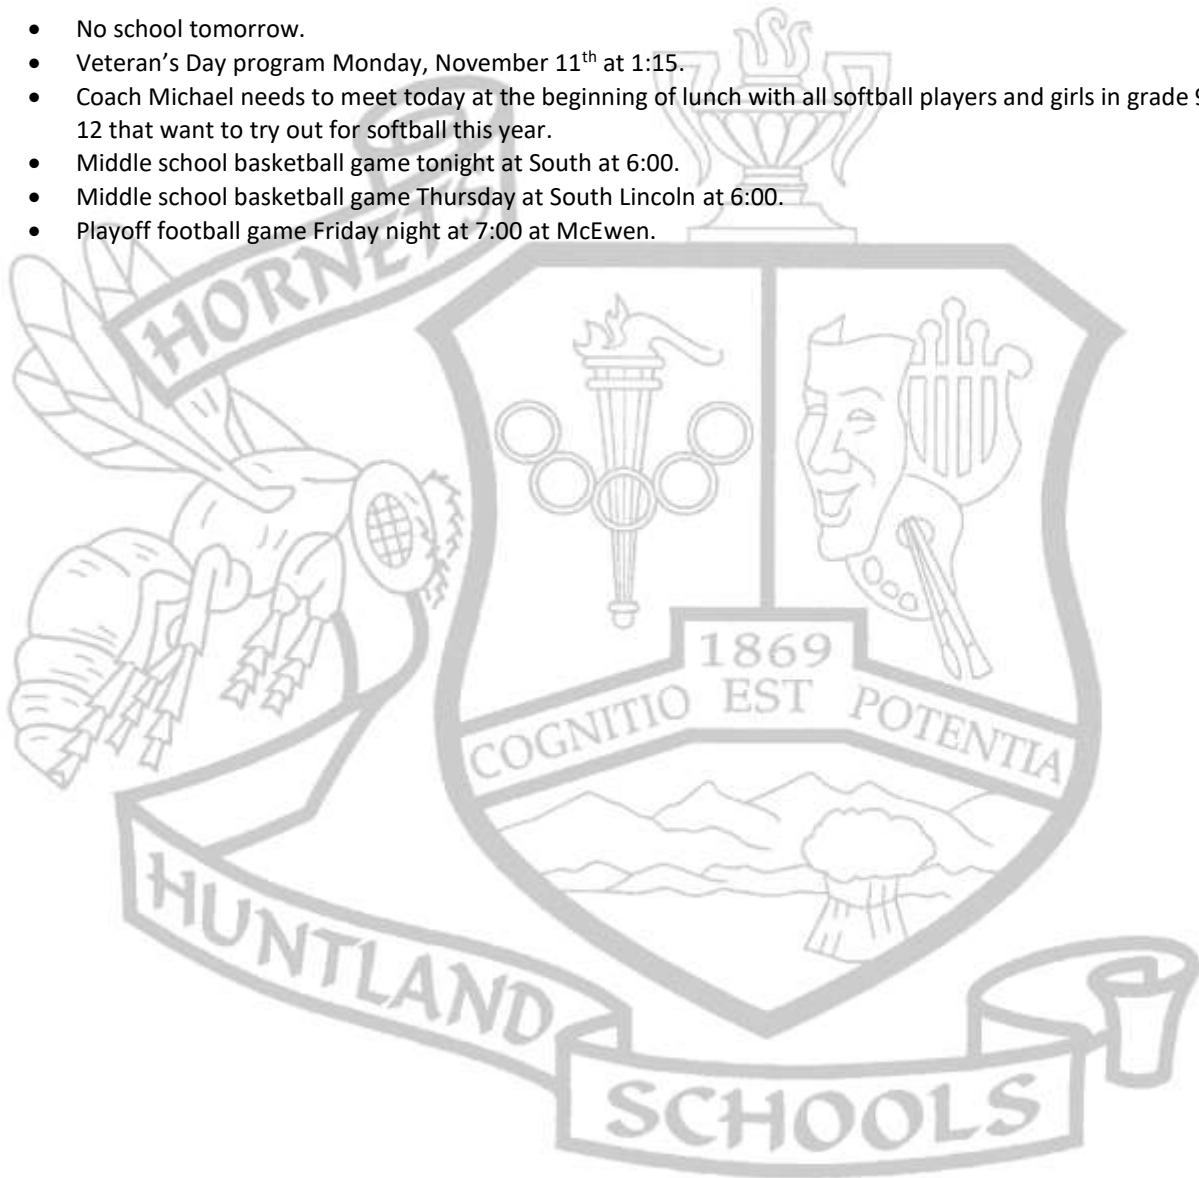 • No school tomorrow.
• Veteran’s Day program Monday, November 11th at 1:15.
• Coach Michael needs to meet today at the beginning of lunch with all softball players and girls in grade
12 that want to try out for softball this year.
• Middle school basketball game tonight at South at 6:00.
• Middle school basketball game Thursday at South Lincoln at 6:00.
• Playoff football game Friday night at 7:00 at McEwen.
HORNETS
1869
COGNITIO EST POTENTIA
HUNTLAND
SCHOOLS